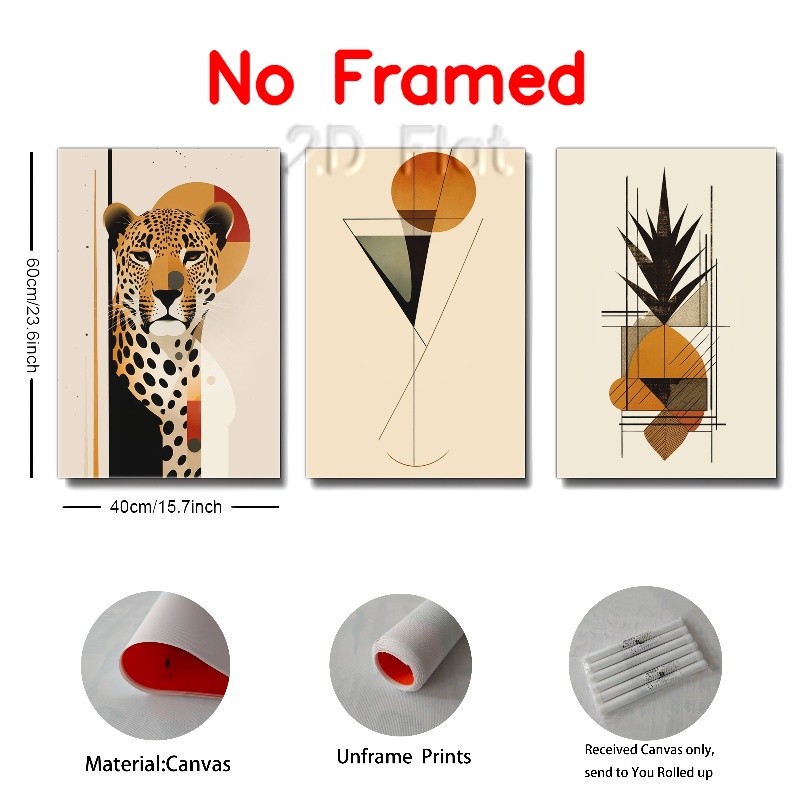 No Framed
2D Flat
60cm/23.6inch
40cm/15.7inch
Material:Canvas
Unframe Prints
Received Canvas only,
send to You Rolled up